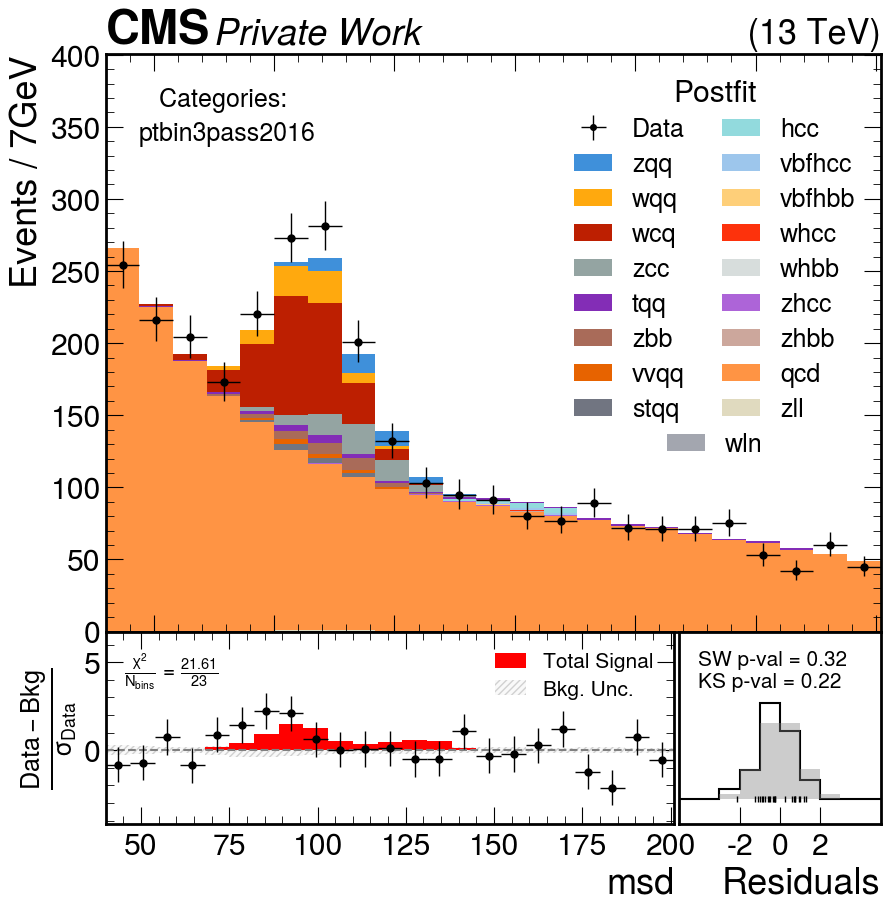 CMS Private Work (13 TeV)
Events / 7GeV
400
350
300
250
200
150
100
50
0
Categories:
ptbin3pass2016
Postfit
Data hcc
zqq vbfhcc
wqq vbfhbb
wcq whcc
zcc whbb
tqq zhcc
zbb zhbb
vvqq qcd
stqq zll
wln
Data − Bkg
σData
5
0
χ²
Nbins
= 21.61
23
Total Signal
Bkg. Unc.
SW p-val = 0.32
KS p-val = 0.22
50 75 100 125 150 175 200 -2 0 2
msd Residuals